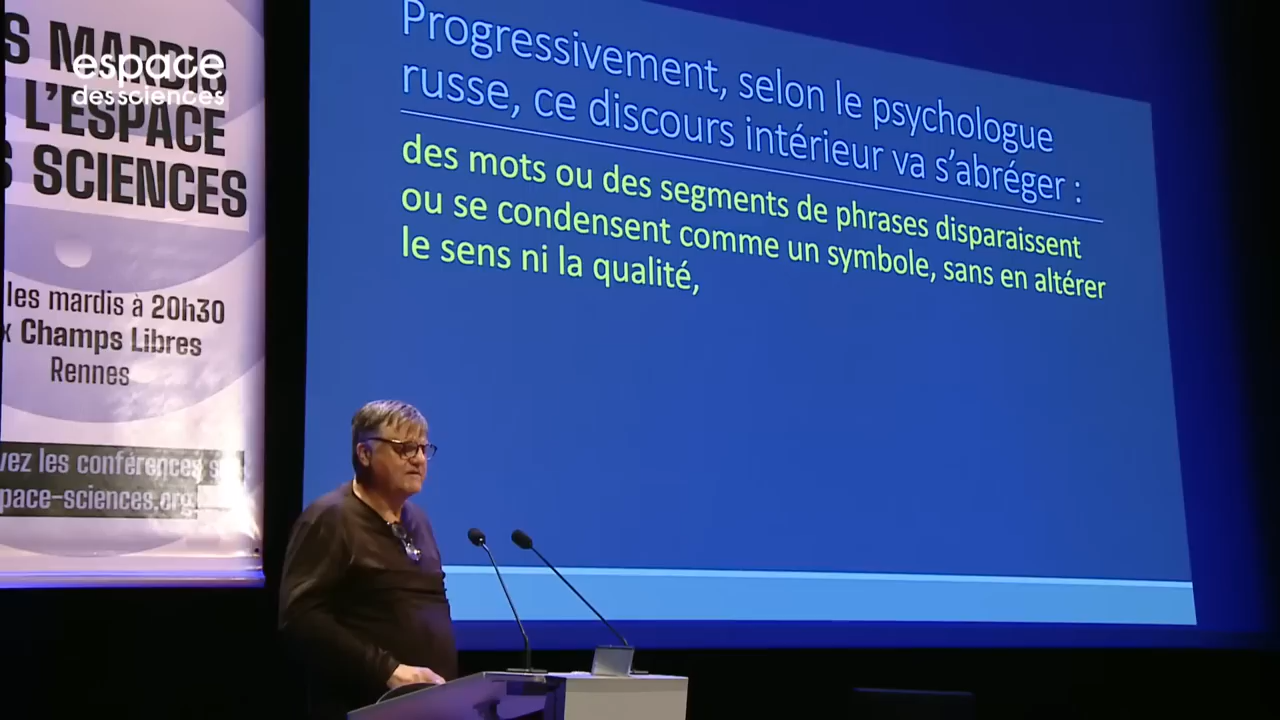 S MARDIS
L'ESPACE
SCIENCES
les mardis à 20h30
Champs Libres
Rennes
vez les conférences s
pace-sciences.org
espace
des sciences
Progressivement, selon le psychologue
russe, ce discours intérieur va s'abréger :
des mots ou des segments de phrases disparaissent
ou se condensent comme un symbole, sans en altérer
le sens ni la qualité,